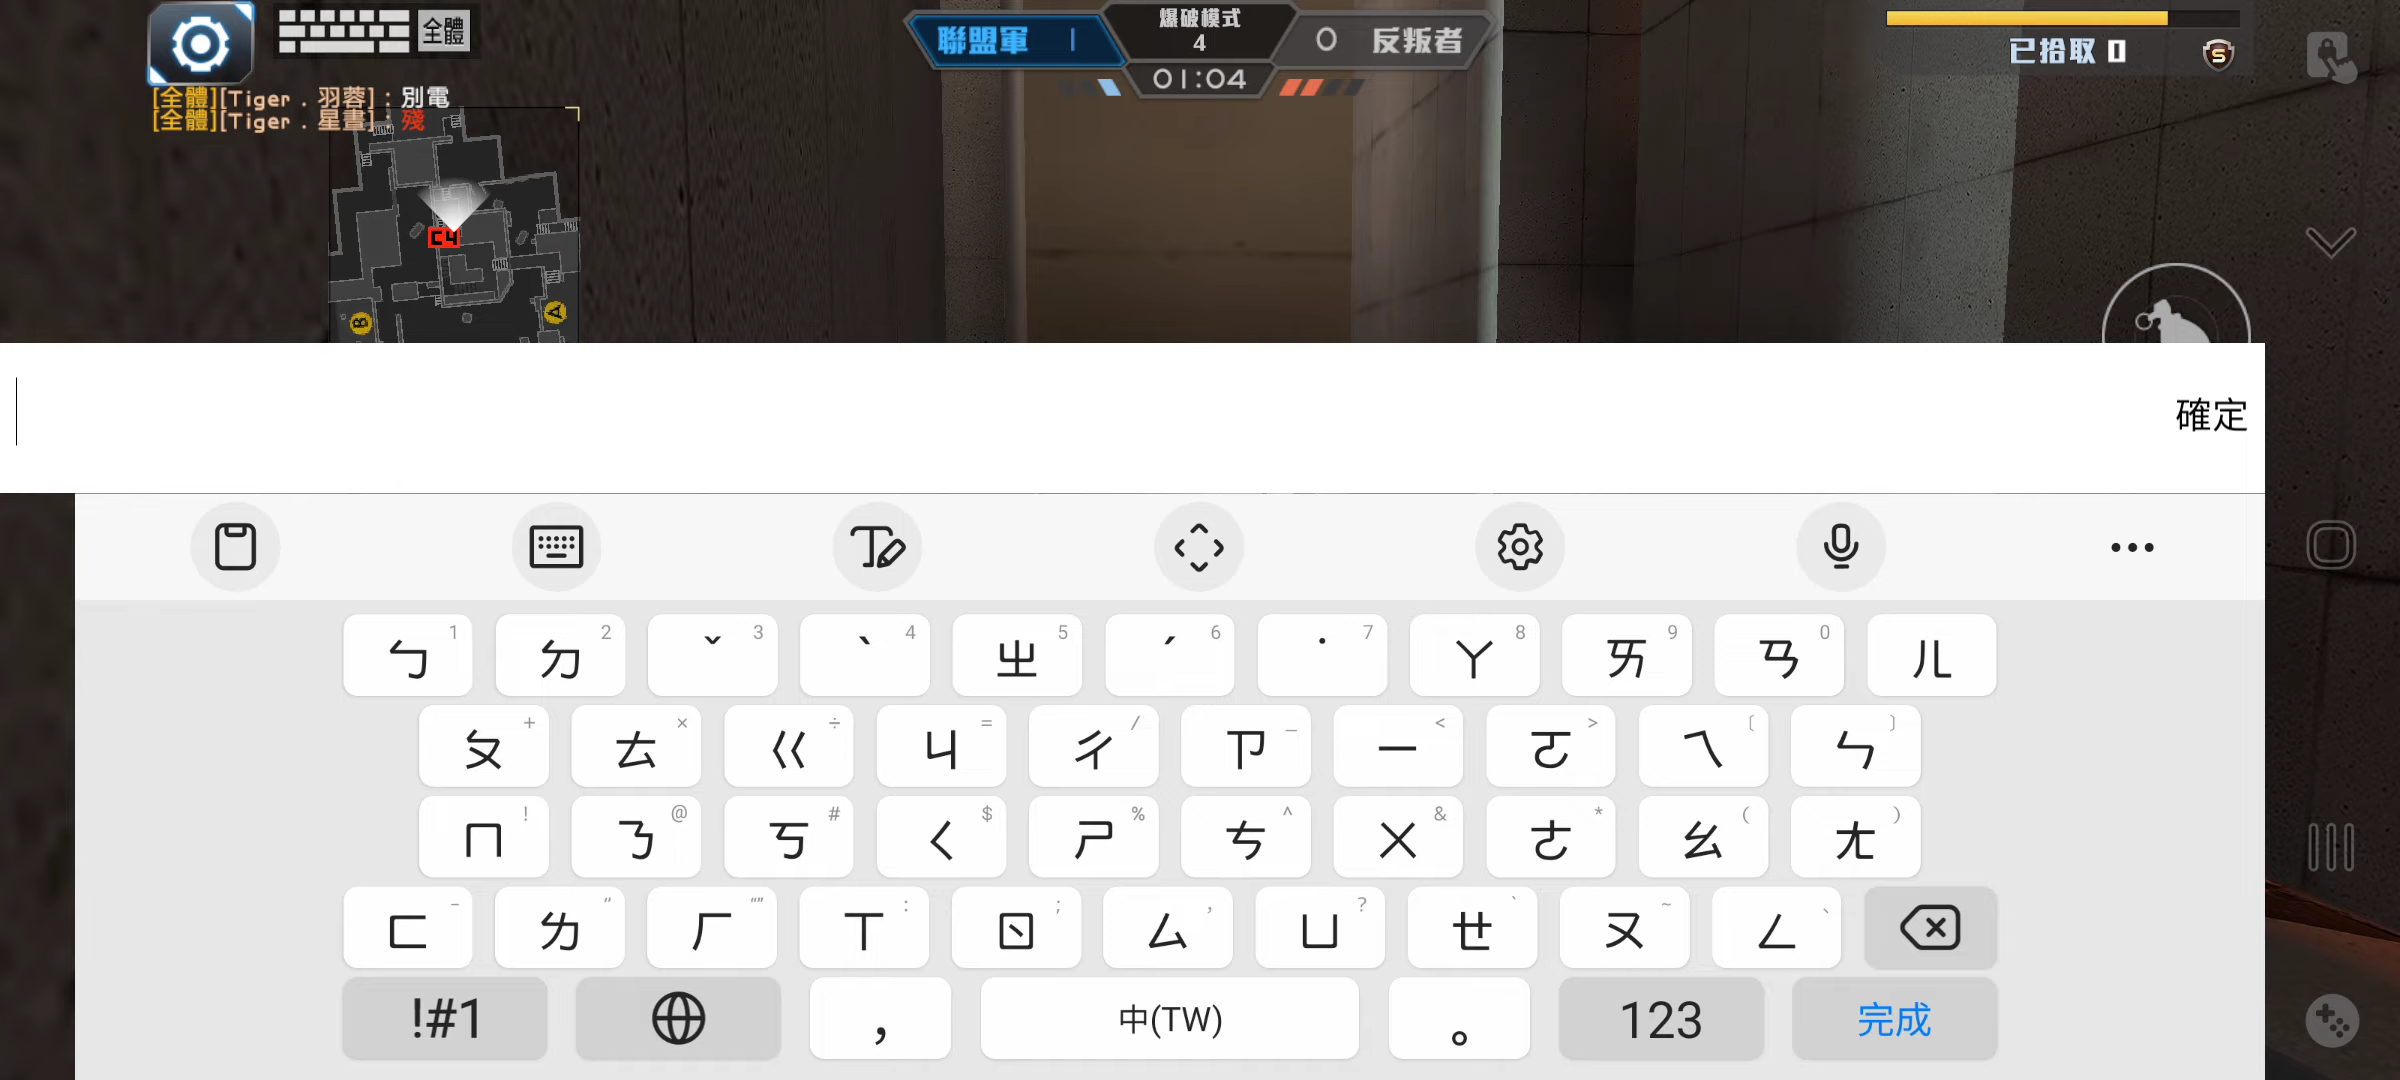 全體
聯盟軍 1
爆破模式
4
0 反叛者
01:04
已拾取 0
S
[全體][Tiger . 羽蓉] : 別電
[全體][Tiger . 星晝] : 殘
C4
B
A
確定
ㄅ 1 ㄉ 2 ˇ 3 ˋ 4 ㄓ 5 ˊ 6 ˙ 7 ㄚ 8 ㄞ 9 ㄢ 0 ㄦ
ㄆ + ㄊ × ㄍ ÷ ㄐ = ㄔ / ㄗ _ ㄧ < ㄛ > ㄟ 〔 ㄣ 〕
ㄇ ! ㄋ @ ㄎ # ㄑ $ ㄕ % ㄘ ^ ㄨ & ㄜ * ㄠ ( ㄤ )
ㄈ - ㄌ " ㄏ "" ㄒ : ㄖ ; ㄙ , ㄩ ? ㄝ ` ㄡ ~ ㄥ 、
!#1 , 中(TW) 。 123 完成